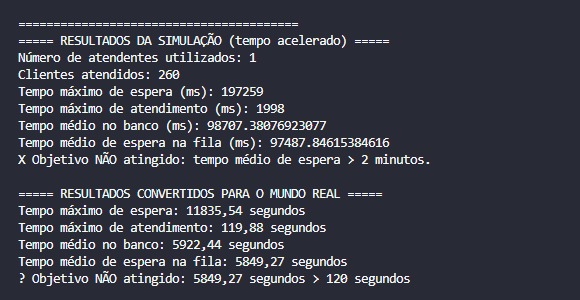 ========================================
===== RESULTADOS DA SIMULAÇÃO (tempo acelerado) =====
Número de atendentes utilizados: 1
Clientes atendidos: 260
Tempo máximo de espera (ms): 197259
Tempo máximo de atendimento (ms): 1998
Tempo médio no banco (ms): 98707.38076923077
Tempo médio de espera na fila (ms): 97487.84615384616
X Objetivo NÃO atingido: tempo médio de espera > 2 minutos.

===== RESULTADOS CONVERTIDOS PARA O MUNDO REAL =====
Tempo máximo de espera: 11835,54 segundos
Tempo máximo de atendimento: 119,88 segundos
Tempo médio no banco: 5922,44 segundos
Tempo médio de espera na fila: 5849,27 segundos
? Objetivo NÃO atingido: 5849,27 segundos > 120 segundos